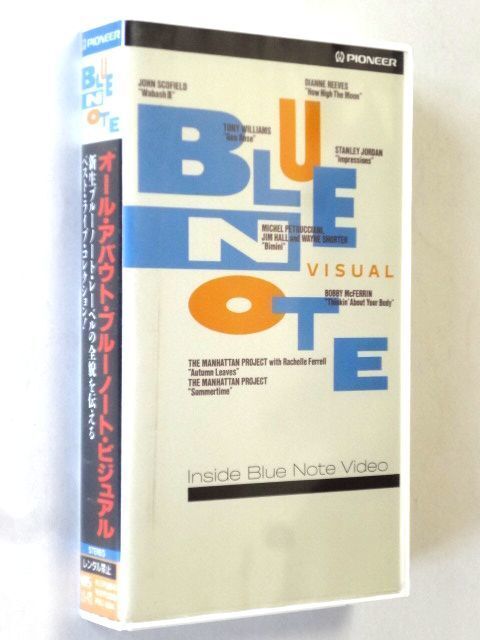 PIONEER
BLUE
NOTE
オール・アバウト・ブルーノート・ビジュアル
新生ブルーノート・レーベルの全貌を伝える
ベスト・ライブ・コレクション!
STEREO
レンタル禁止
VHS
PIONEER
JOHN SCOFIELD
"Wabash III"
DIANNE REEVES
"How High The Moon"
TONY WILLIAMS
"Geo Rose"
STANLEY JORDAN
"Impressions"
BLUE
MICHEL PETRUCCIANI,
JIM HALL and WAYNE SHORTER
"Bimini"
NOTE
VISUAL
BOBBY McFERRIN
"Thinkin' About Your Body"
THE MANHATTAN PROJECT with Rachelle Ferrell
"Autumn Leaves"
THE MANHATTAN PROJECT
"Summertime"
Inside Blue Note Video